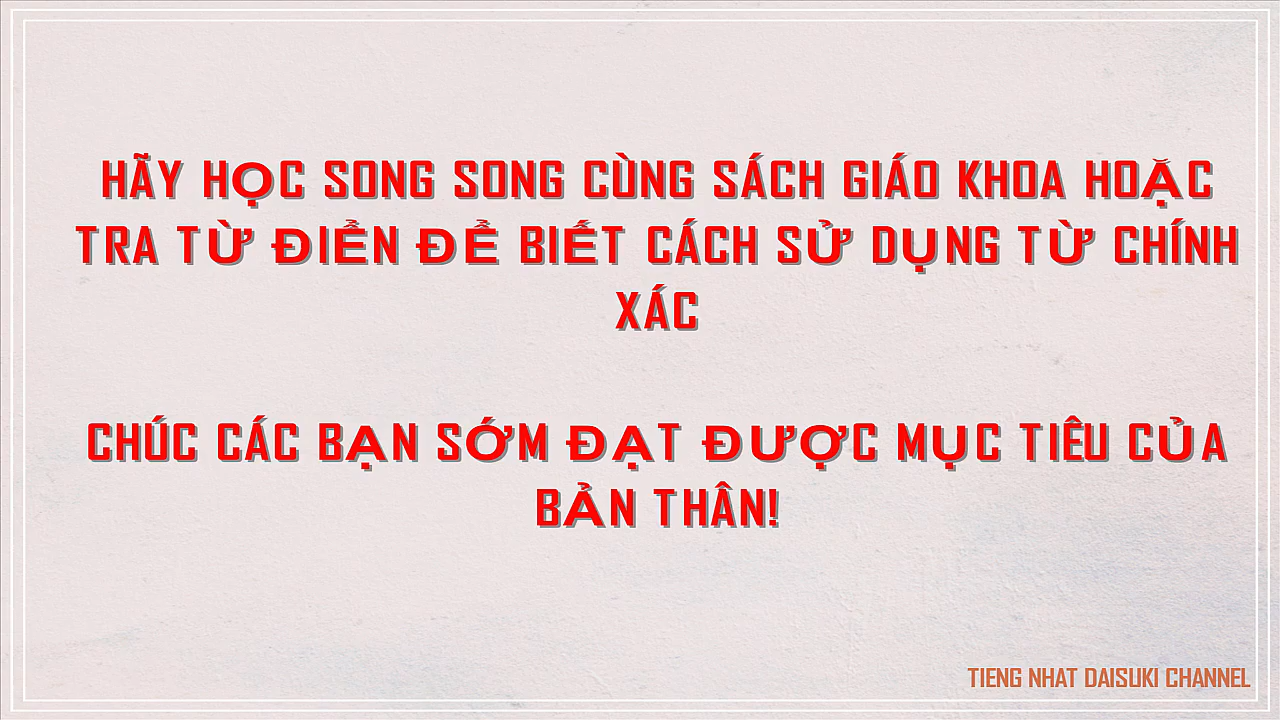 HÃY HỌC SONG SONG CÙNG SÁCH GIÁO KHOA HOẶC
TRA TỪ ĐIỂN ĐỂ BIẾT CÁCH SỬ DỤNG TỪ CHÍNH
XÁC
CHÚC CÁC BẠN SỚM ĐẠT ĐƯỢC MỤC TIÊU CỦA
BẢN THÂN!
TIENG NHAT DAISUKI CHANNEL